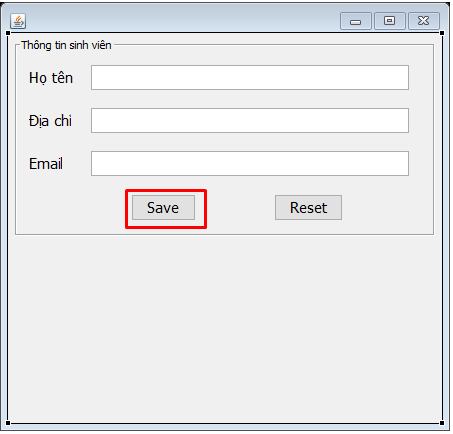 Thông tin sinh viên
Họ tên
Địa chỉ
Email
Save Reset